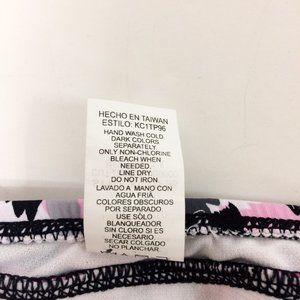 HECHO EN TAIWAN
ESTILO: KC1TP96
HAND WASH COLD
DARK COLORS
SEPARATELY
ONLY NON-CHLORINE
BLEACH WHEN
NEEDED.
LINE DRY.
DO NOT IRON
LAVADO A MANO CON
AGUA FRIA.
COLORES OBSCUROS
POR SEPARADO
USE SÓLO
BLANQUEADOR
SIN CLORO SI ES
NECESARIO
SECAR COLGADO
NO PLANCHAR